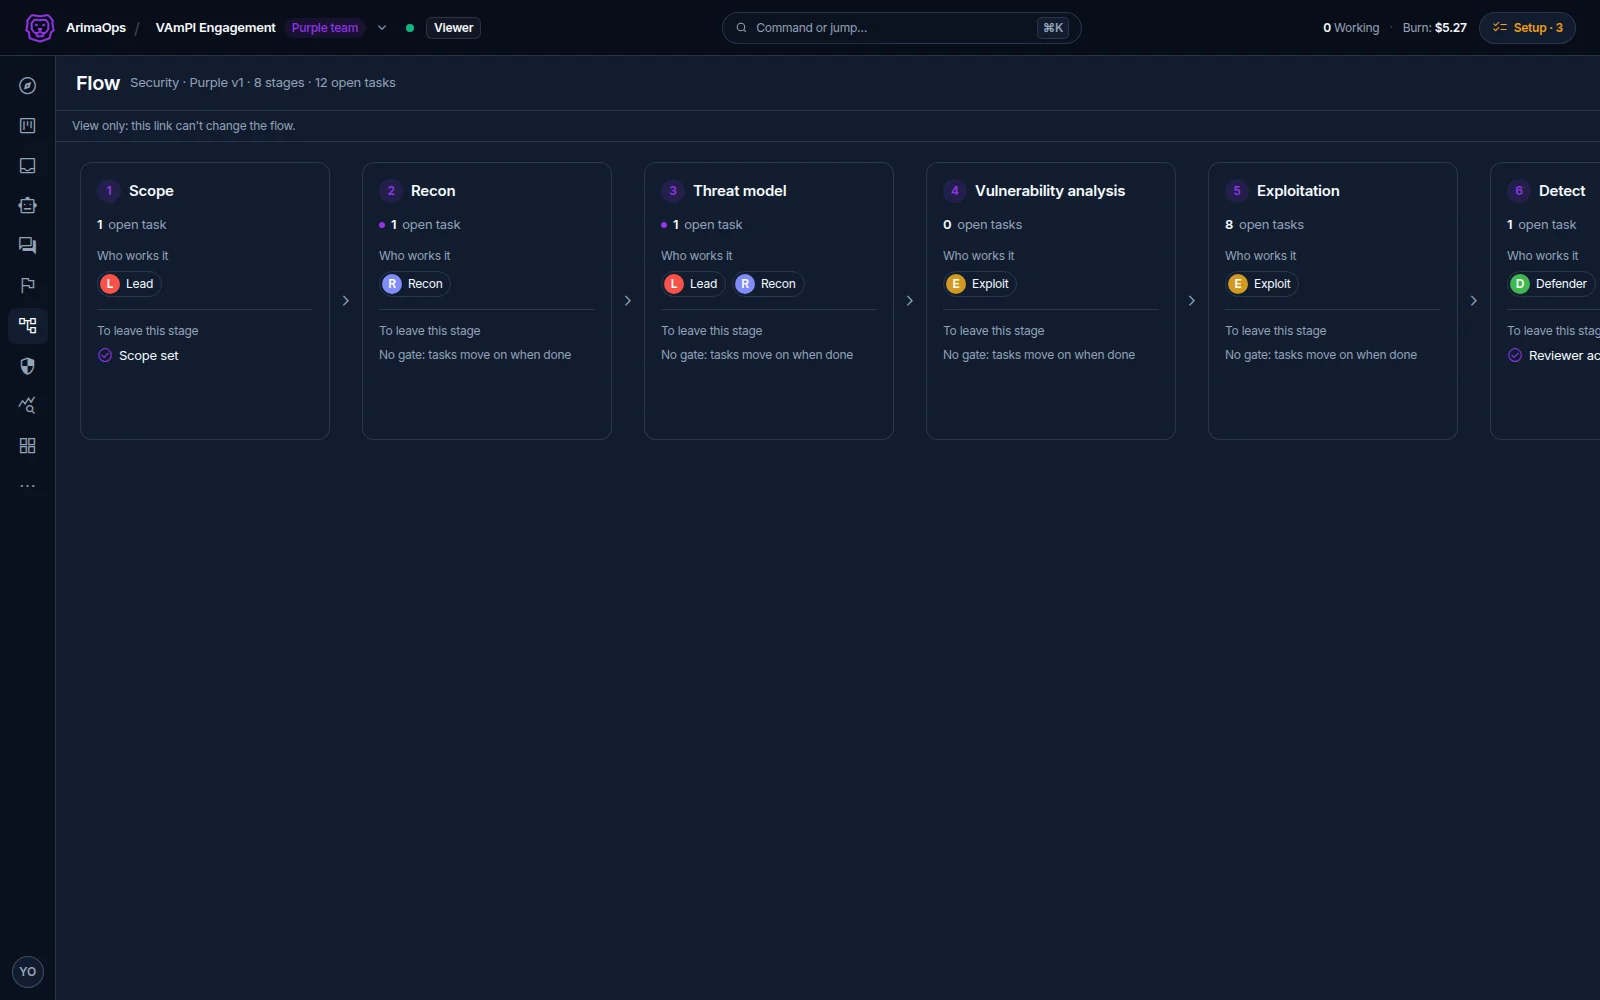 ArimaOps / VAmPI Engagement Purple team Viewer
Command or jump... ⌘K
0 Working · Burn: $5.27 Setup · 3
Flow Security · Purple v1 · 8 stages · 12 open tasks
View only: this link can't change the flow.
1 Scope
1 open task
Who works it
L Lead
To leave this stage
Scope set
2 Recon
1 open task
Who works it
R Recon
To leave this stage
No gate: tasks move on when done
3 Threat model
1 open task
Who works it
L Lead R Recon
To leave this stage
No gate: tasks move on when done
4 Vulnerability analysis
0 open tasks
Who works it
E Exploit
To leave this stage
No gate: tasks move on when done
5 Exploitation
8 open tasks
Who works it
E Exploit
To leave this stage
No gate: tasks move on when done
6 Detect
1 open task
Who works it
D Defender
To leave this stag
Reviewer ac
YO